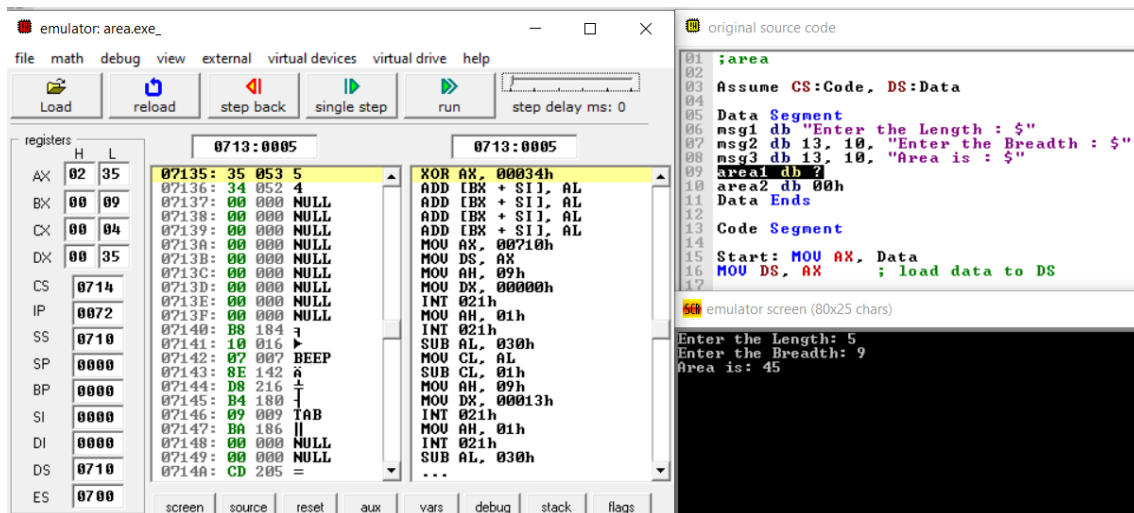 emulator: area.exe_
file math debug view external virtual devices virtual drive help
Load reload step back single step run step delay ms: 0
registers
H L
AX 02 35
BX 00 09
CX 00 04
DX 00 35
CS 0714
IP 0072
SS 0710
SP 0000
BP 0000
SI 0000
DI 0000
DS 0710
ES 0700
0713:0005
07135: 35 053 5
07136: 34 052 4
07137: 00 000 NULL
07138: 00 000 NULL
07139: 00 000 NULL
0713A: 00 000 NULL
0713B: 00 000 NULL
0713C: 00 000 NULL
0713D: 00 000 NULL
0713E: 00 000 NULL
0713F: 00 000 NULL
07140: B8 184 ╕
07141: 10 016 ►
07142: 07 007 BEEP
07143: 8E 142 Ä
07144: D8 216 ╪
07145: B4 180 ┤
07146: 09 009 TAB
07147: BA 186 ║
07148: 00 000 NULL
07149: 00 000 NULL
0714A: CD 205 =
0713:0005
XOR AX, 00034h
ADD [BX + SI], AL
ADD [BX + SI], AL
ADD [BX + SI], AL
ADD [BX + SI], AL
MOV AX, 00710h
MOV DS, AX
MOV AH, 09h
MOV DX, 00000h
INT 021h
MOV AH, 01h
INT 021h
SUB AL, 030h
MOV CL, AL
SUB CL, 01h
MOV AH, 09h
MOV DX, 00013h
INT 021h
MOV AH, 01h
INT 021h
SUB AL, 030h
...
screen source reset aux vars debug stack flags
original source code
01 ;area
02
03 Assume CS:Code, DS:Data
04
05 Data Segment
06 msg1 db "Enter the Length : $"
07 msg2 db 13, 10, "Enter the Breadth : $"
08 msg3 db 13, 10, "Area is : $"
09 area1 db ?
10 area2 db 00h
11 Data Ends
12
13 Code Segment
14
15 Start: MOV AX, Data
16 MOV DS, AX ; load data to DS
17
SCR emulator screen (80x25 chars)
Enter the Length: 5
Enter the Breadth: 9
Area is: 45